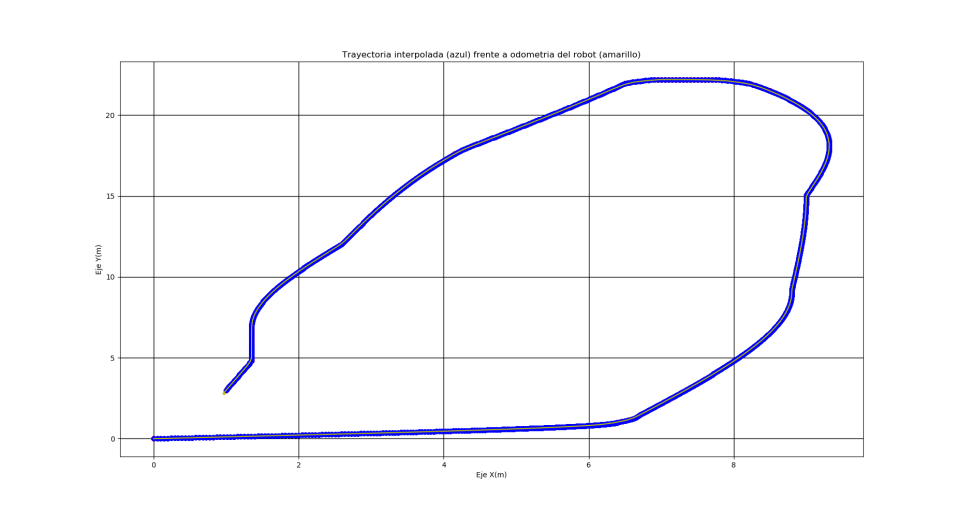 Trayectoria interpolada (azul) frente a odometria del robot (amarillo)
20
15
10
5
0
Eje Y(m)
0 2 4 6 8
Eje X(m)